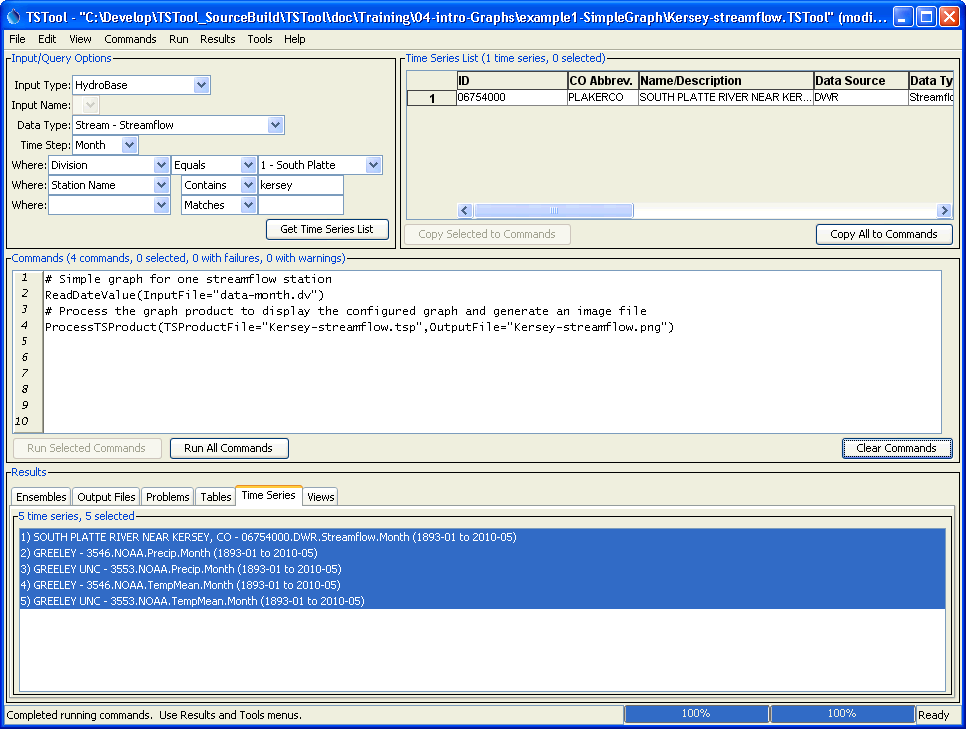 TSTool - "C:\Develop\TSTool_SourceBuild\TSTool\doc\Training\04-intro-Graphs\example1-SimpleGraph\Kersey-streamflow.TSTool" (modi...
File Edit View Commands Run Results Tools Help
Input/Query Options
Input Type: HydroBase
Input Name:
Data Type: Stream - Streamflow
Time Step: Month
Where: Division Equals 1 - South Platte
Where: Station Name Contains kersey
Where: Matches
Get Time Series List
Time Series List (1 time series, 0 selected)
ID CO Abbrev. Name/Description Data Source Data Ty
1 06754000 PLAKERCO SOUTH PLATTE RIVER NEAR KER... DWR Streamflo
Copy Selected to Commands Copy All to Commands
Commands (4 commands, 0 selected, 0 with failures, 0 with warnings)
1 # Simple graph for one streamflow station
2 ReadDateValue(InputFile="data-month.dv")
3 # Process the graph product to display the configured graph and generate an image file
4 ProcessTSProduct(TSProductFile="Kersey-streamflow.tsp",OutputFile="Kersey-streamflow.png")
5
6
7
8
9
10
Run Selected Commands Run All Commands Clear Commands
Results
Ensembles Output Files Problems Tables Time Series Views
5 time series, 5 selected
1) SOUTH PLATTE RIVER NEAR KERSEY, CO - 06754000.DWR.Streamflow.Month (1893-01 to 2010-05)
2) GREELEY - 3546.NOAA.Precip.Month (1893-01 to 2010-05)
3) GREELEY UNC - 3553.NOAA.Precip.Month (1893-01 to 2010-05)
4) GREELEY - 3546.NOAA.TempMean.Month (1893-01 to 2010-05)
5) GREELEY UNC - 3553.NOAA.TempMean.Month (1893-01 to 2010-05)
Completed running commands. Use Results and Tools menus. 100% 100% Ready